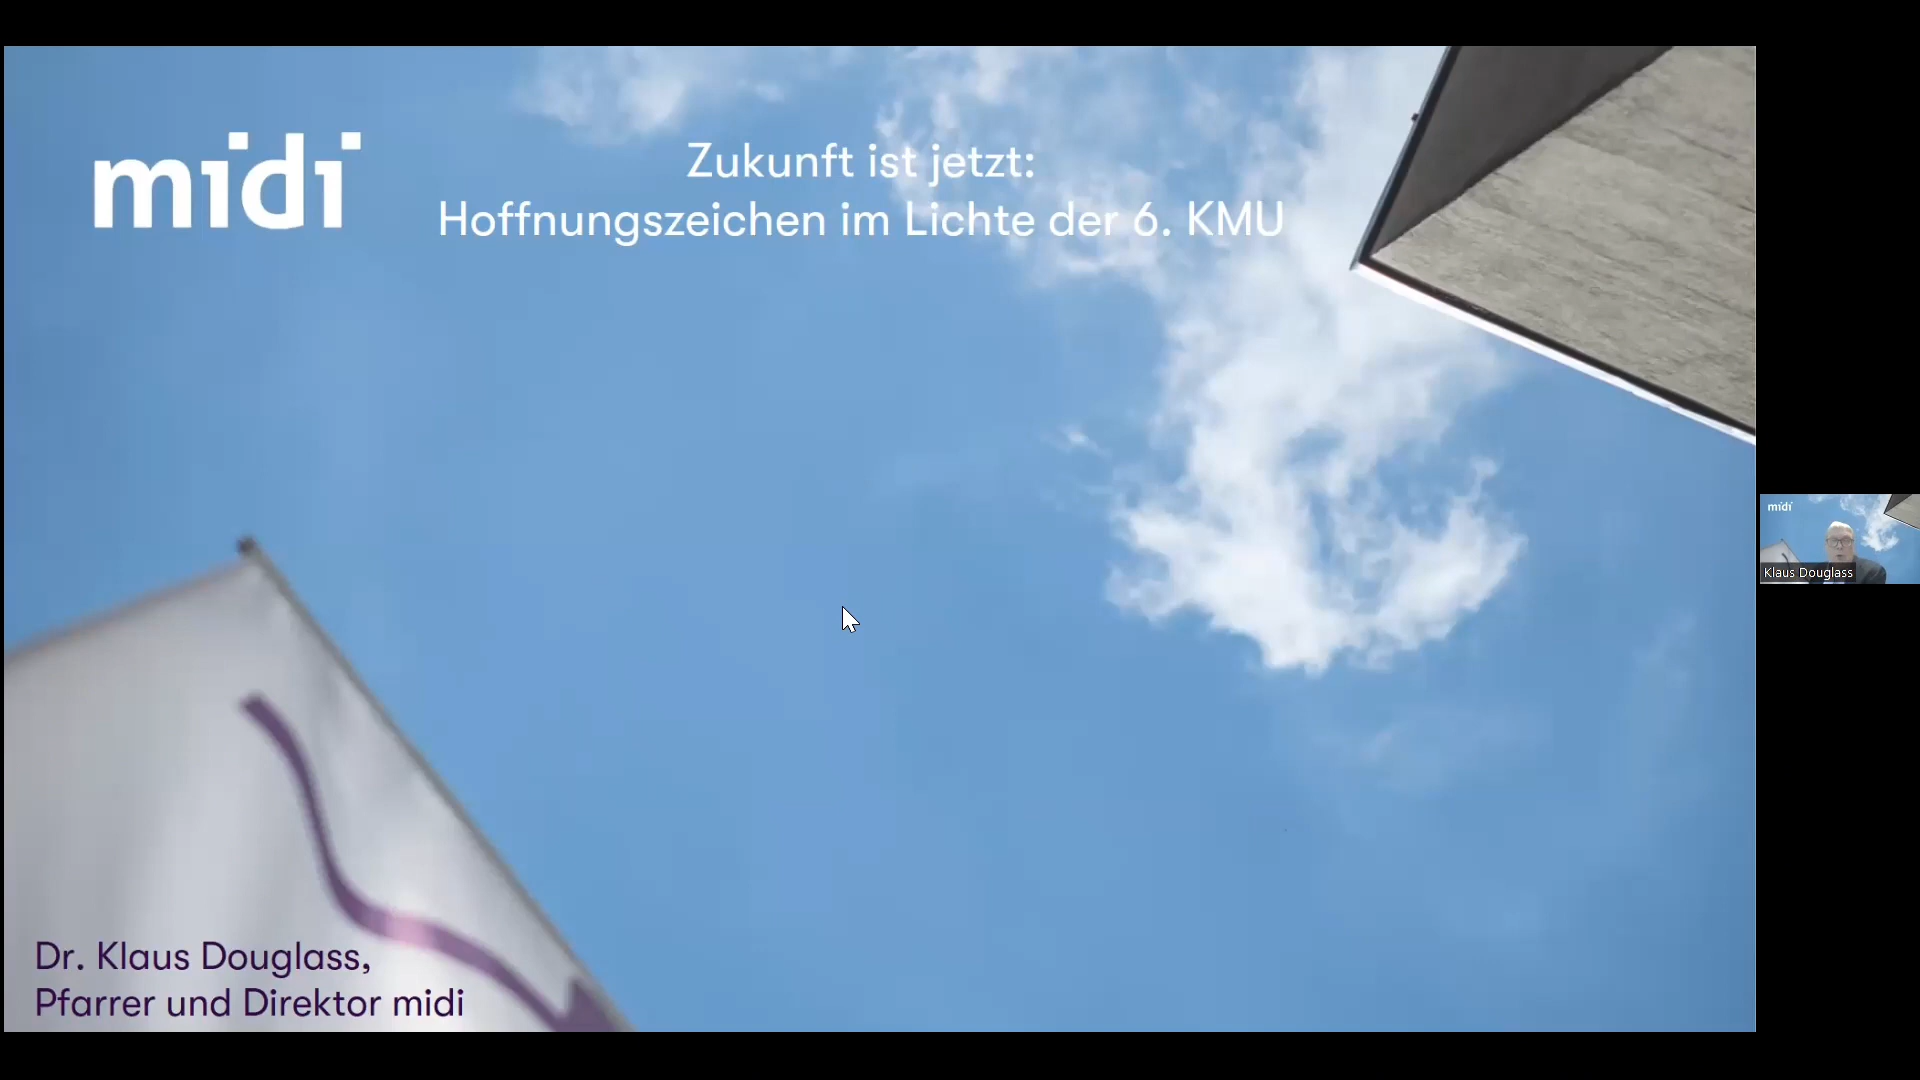 midi
Zukunft ist jetzt:
Hoffnungszeichen im Lichte der 6. KMU
midi
Klaus Douglass
Dr. Klaus Douglass,
Pfarrer und Direktor midi